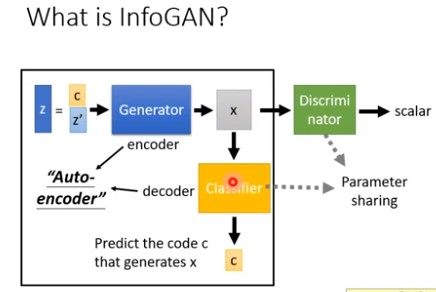 What is InfoGAN?
z = c z'
Generator
x
Discrimi
nator
scalar
encoder
"Auto-
encoder"
decoder
Classifier
Parameter
sharing
Predict the code c
that generates x
c